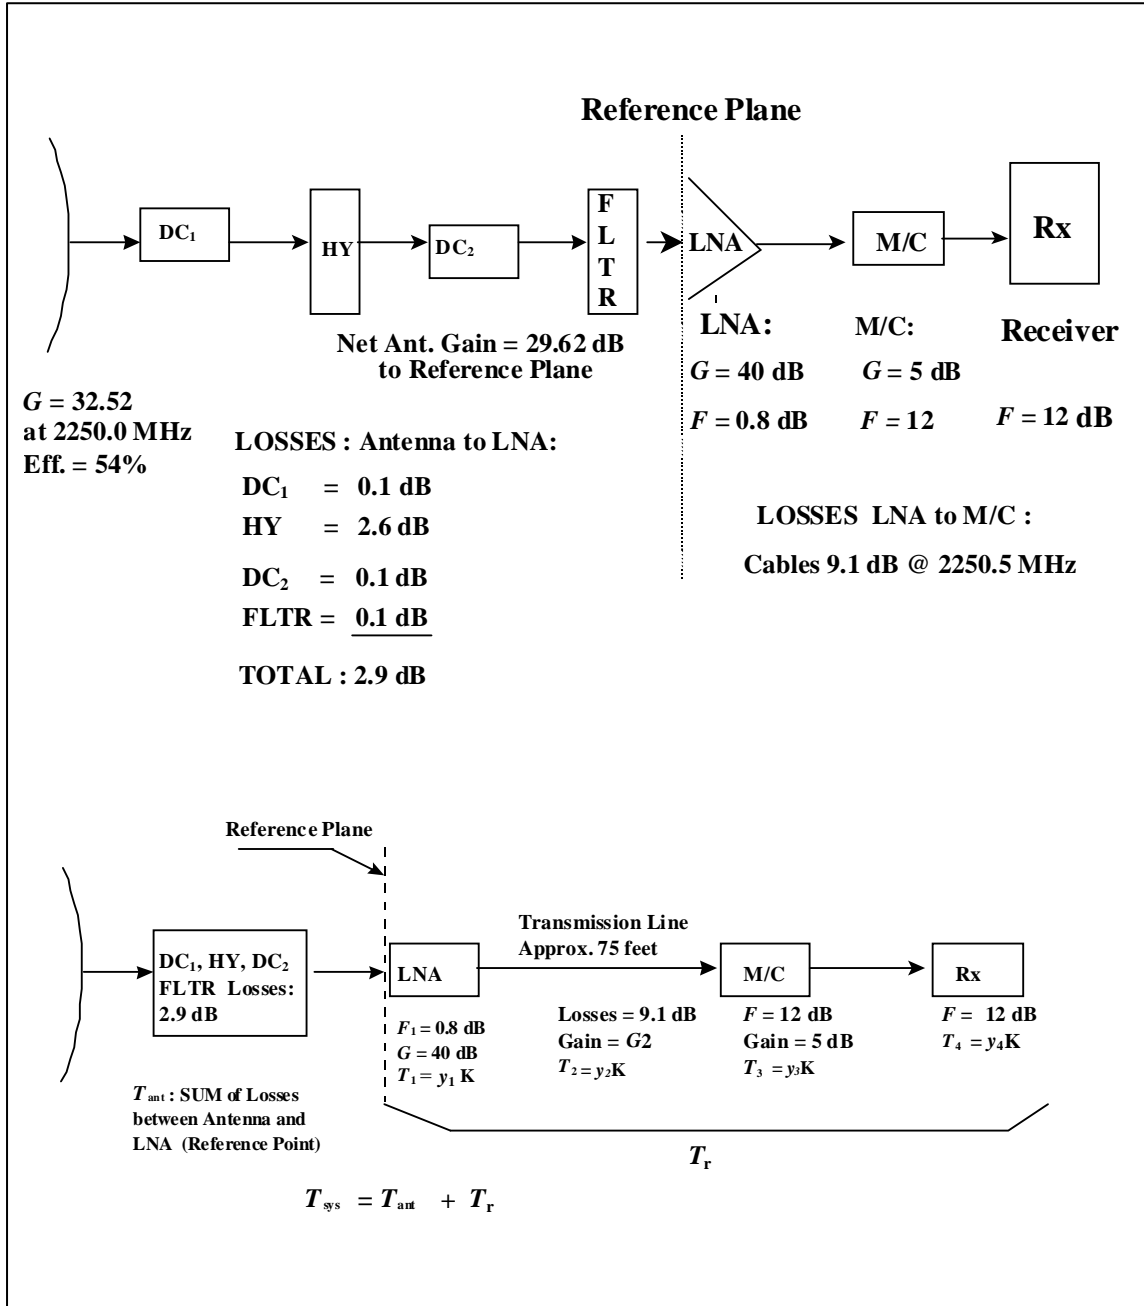 Reference Plane
DC₁
HY
DC₂
F
L
T
R
LNA
M/C
Rx
Net Ant. Gain = 29.62 dB
to Reference Plane
LNA:
G = 40 dB
F = 0.8 dB
M/C:
G = 5 dB
F = 12
Receiver
F = 12 dB
G = 32.52
at 2250.0 MHz
Eff. = 54%
LOSSES : Antenna to LNA:
DC₁ = 0.1 dB
HY = 2.6 dB
DC₂ = 0.1 dB
FLTR = 0.1 dB
TOTAL : 2.9 dB
LOSSES LNA to M/C :
Cables 9.1 dB @ 2250.5 MHz
Reference Plane
DC₁, HY, DC₂
FLTR Losses:
2.9 dB
LNA
Transmission Line
Approx. 75 feet
M/C
Rx
F₁ = 0.8 dB
G = 40 dB
T₁ = y₁ K
Losses = 9.1 dB
Gain = G2
T₂ = y₂K
F = 12 dB
Gain = 5 dB
T₃ = y₃K
F = 12 dB
T₄ = y₄K
T ant : SUM of Losses
between Antenna and
LNA (Reference Point)
Tr
Tsys = Tant + Tr